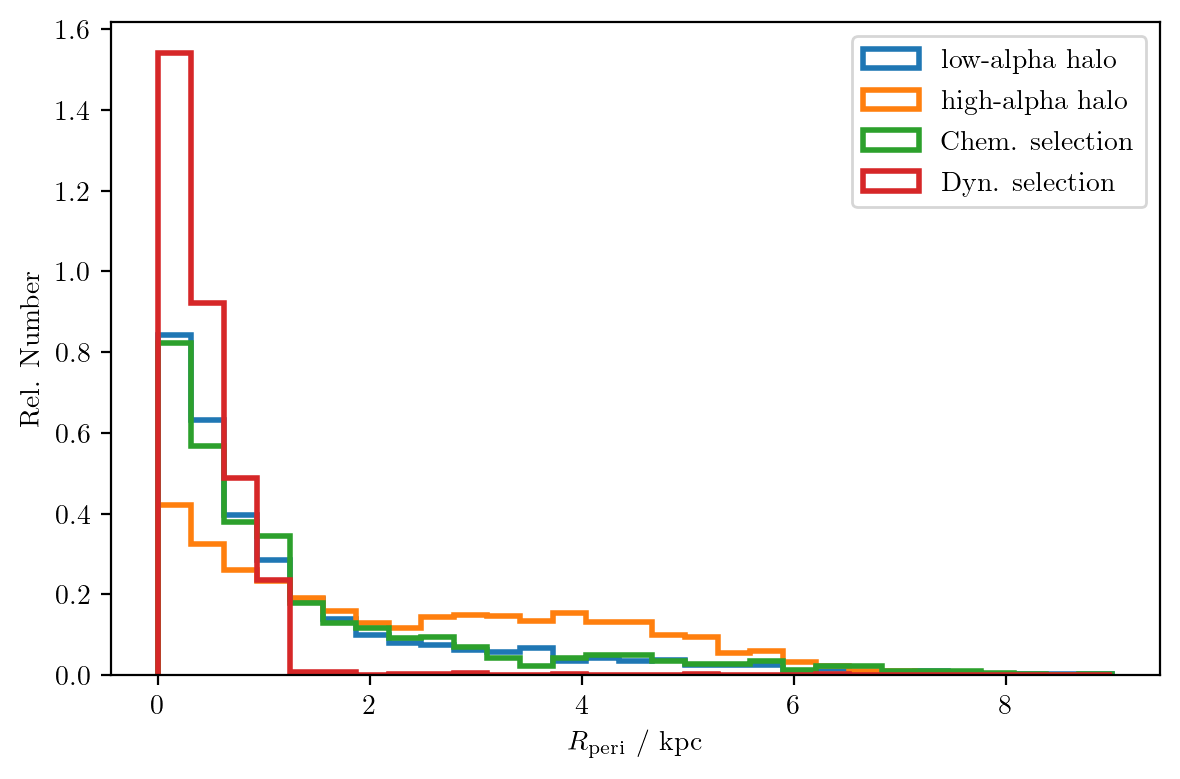 1.6
1.4
1.2
1.0
0.8
0.6
0.4
0.2
0.0
Rel. Number
low-alpha halo
high-alpha halo
Chem. selection
Dyn. selection
0 2 4 6 8
R_peri / kpc